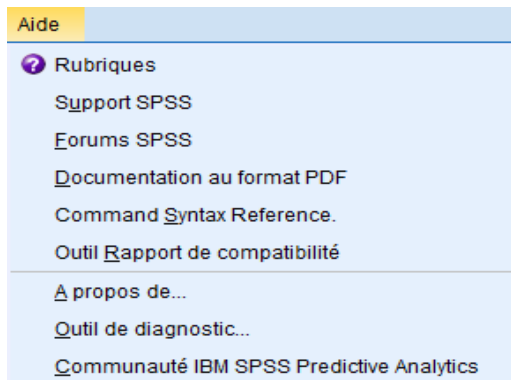 Aide
Rubriques
Support SPSS
Forums SPSS
Documentation au format PDF
Command Syntax Reference.
Outil Rapport de compatibilité
A propos de...
Outil de diagnostic...
Communauté IBM SPSS Predictive Analytics